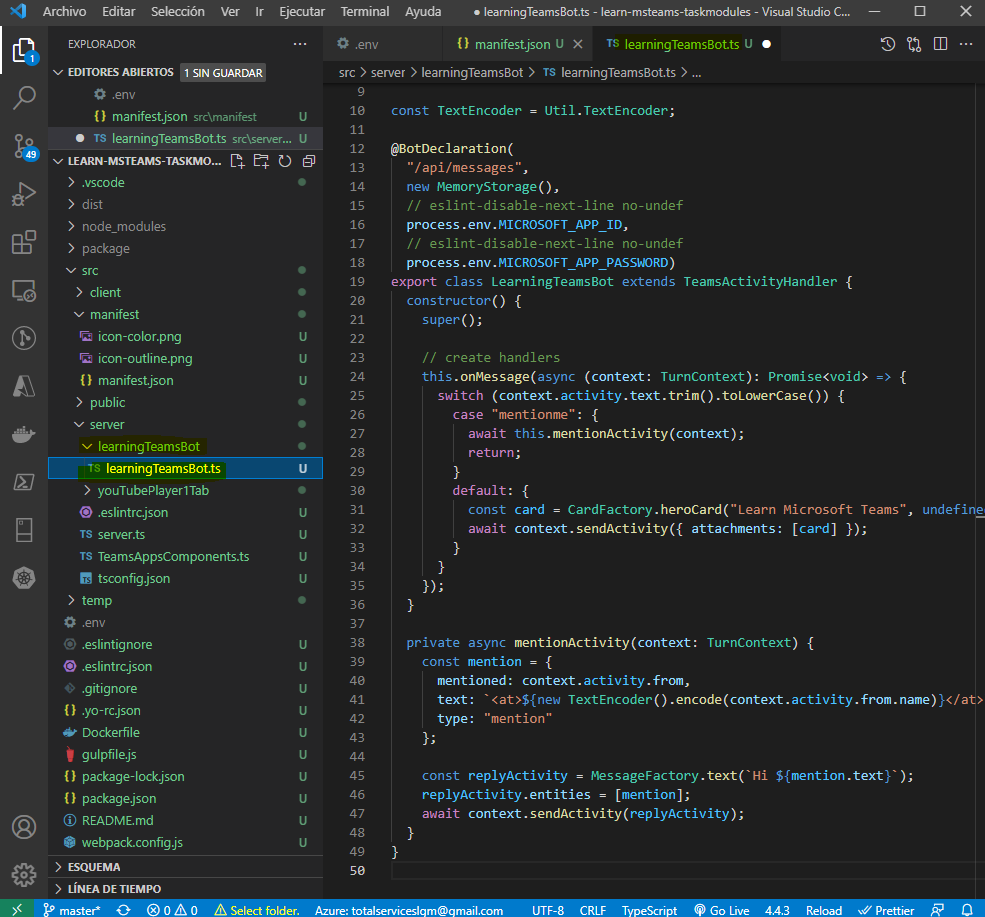 Archivo Editar Selección Ver Ir Ejecutar Terminal Ayuda ● learningTeamsBot.ts - learn-msteams-taskmodules - Visual Studio C...
EXPLORADOR ...
EDITORES ABIERTOS 1 SIN GUARDAR
.env
{} manifest.json src\manifest U
● TS learningTeamsBot.ts src\server... U
LEARN-MSTEAMS-TASKMO...
.vscode
dist
node_modules
package
src
client
manifest
icon-color.png U
icon-outline.png U
{} manifest.json U
public
server
learningTeamsBot
TS learningTeamsBot.ts U
youTubePlayer1Tab
.eslintrc.json U
TS server.ts U
TS TeamsAppsComponents.ts U
TS tsconfig.json U
temp
.env
.eslintignore U
.eslintrc.json U
.gitignore U
{} .yo-rc.json U
Dockerfile U
gulpfile.js U
{} package-lock.json U
{} package.json U
README.md U
webpack.config.js U
ESQUEMA
LÍNEA DE TIEMPO
1
49
.env {} manifest.json U TS learningTeamsBot.ts U ● ...
src > server > learningTeamsBot > TS learningTeamsBot.ts > ...
9
10 const TextEncoder = Util.TextEncoder;
11
12 @BotDeclaration(
13 "/api/messages",
14 new MemoryStorage(),
15 // eslint-disable-next-line no-undef
16 process.env.MICROSOFT_APP_ID,
17 // eslint-disable-next-line no-undef
18 process.env.MICROSOFT_APP_PASSWORD)
19 export class LearningTeamsBot extends TeamsActivityHandler {
20 constructor() {
21 super();
22
23 // create handlers
24 this.onMessage(async (context: TurnContext): Promise<void> => {
25 switch (context.activity.text.trim().toLowerCase()) {
26 case "mentionme": {
27 await this.mentionActivity(context);
28 return;
29 }
30 default: {
31 const card = CardFactory.heroCard("Learn Microsoft Teams", undefine
32 await context.sendActivity({ attachments: [card] });
33 }
34 }
35 });
36 }
37
38 private async mentionActivity(context: TurnContext) {
39 const mention = {
40 mentioned: context.activity.from,
41 text: `<at>${new TextEncoder().encode(context.activity.from.name)}</at>
42 type: "mention"
43 };
44
45 const replyActivity = MessageFactory.text(`Hi ${mention.text}`);
46 replyActivity.entities = [mention];
47 await context.sendActivity(replyActivity);
48 }
49 }
50
master* 0 0 Select folder. Azure: totalserviceslgm@gmail.com UTF-8 CRLF TypeScript Go Live 4.4.3 Reload Prettier